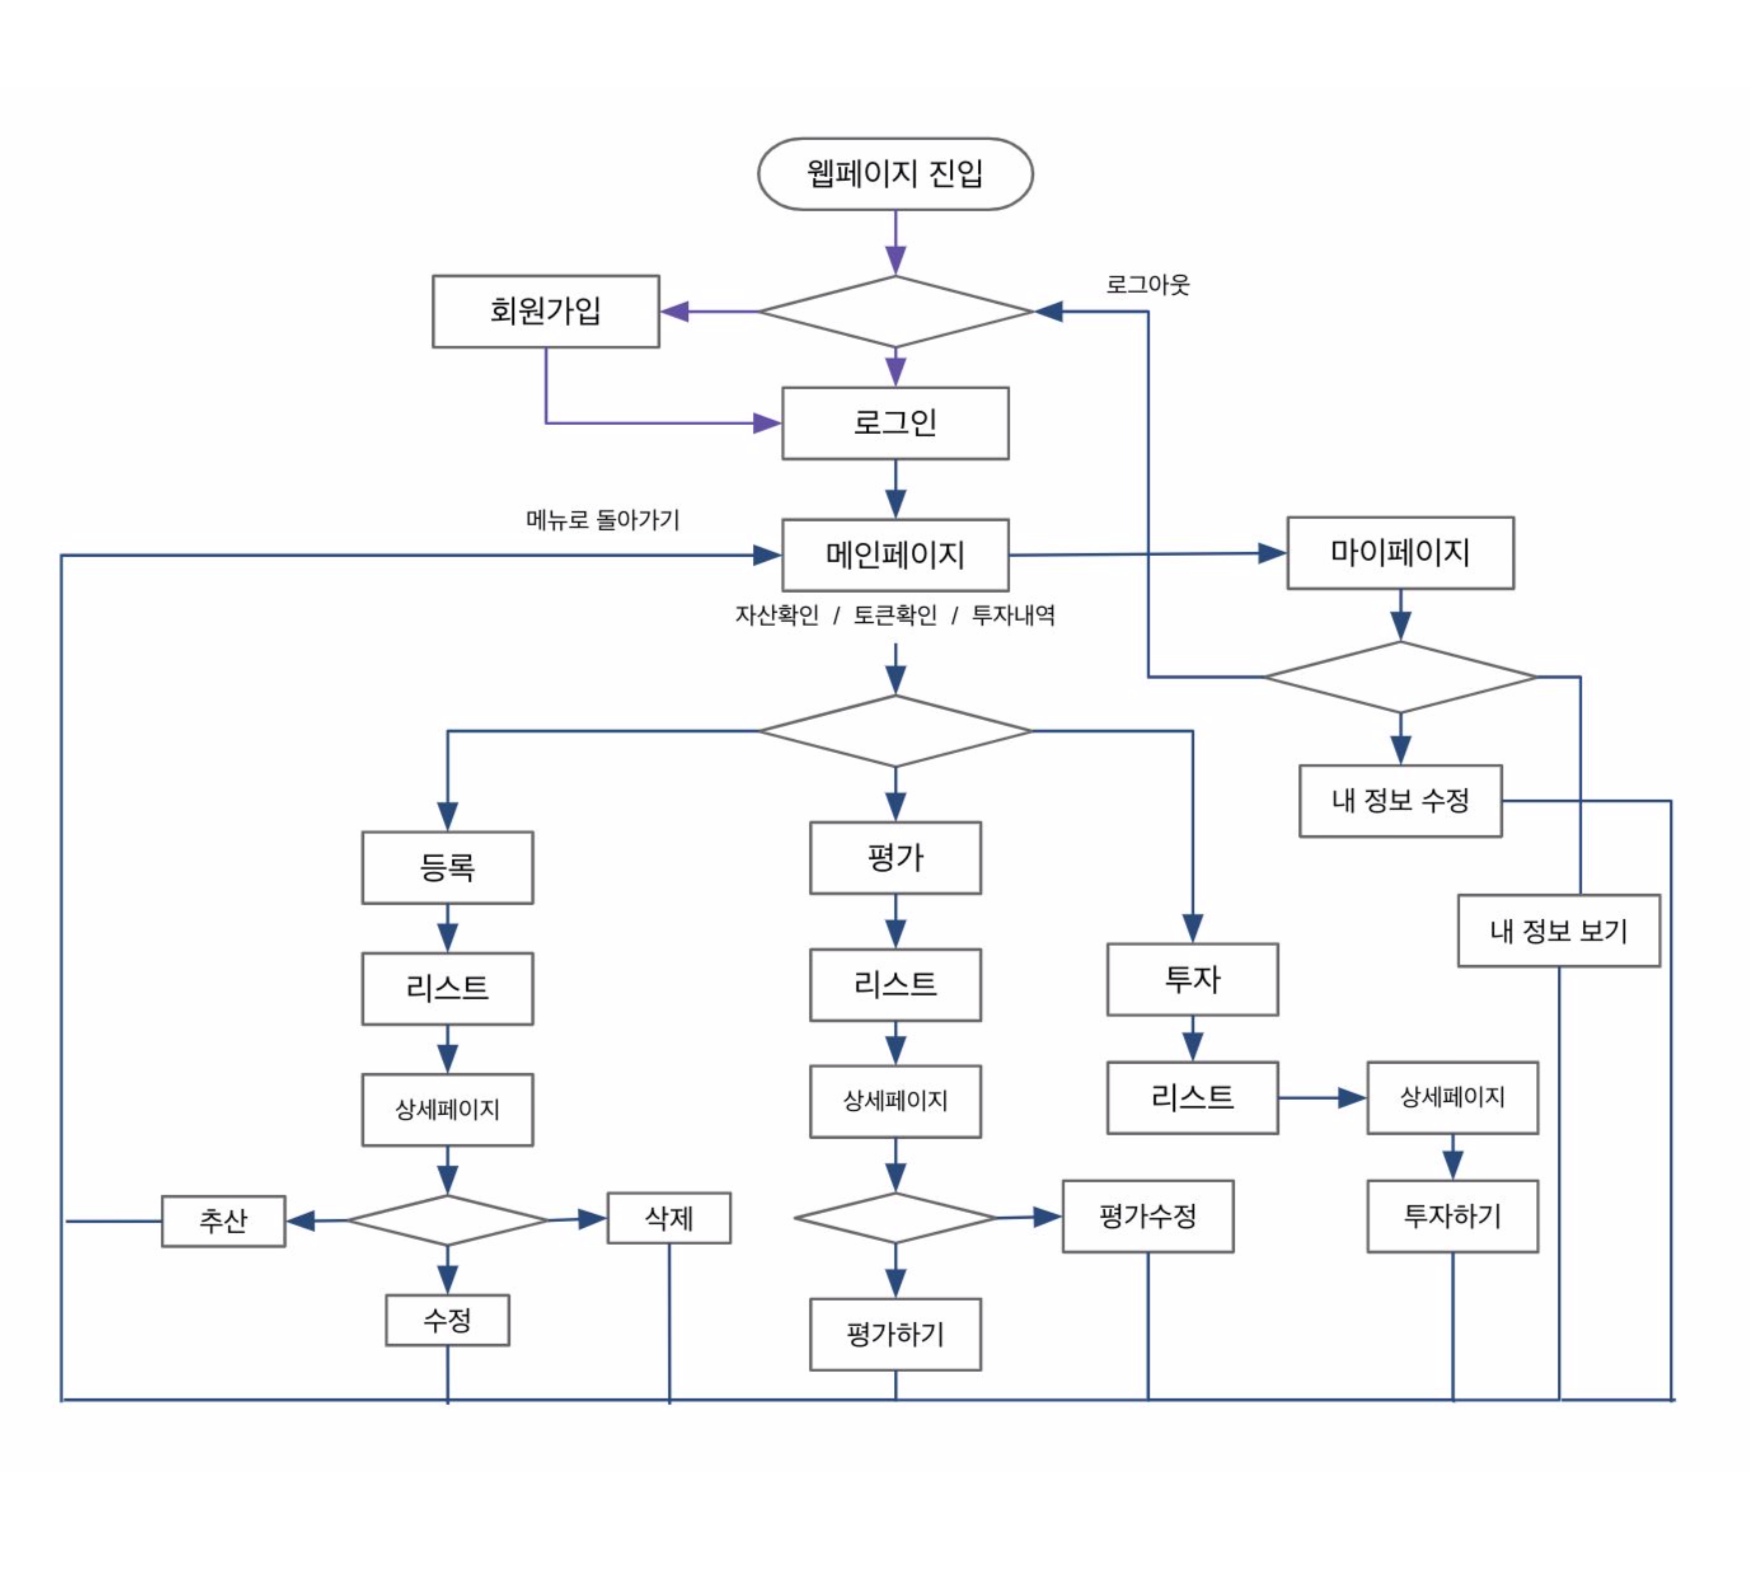 웹페이지 진입
로그아웃
회원가입
로그인
메뉴로 돌아가기
메인페이지
마이페이지
자산확인 / 토큰확인 / 투자내역
내 정보 수정
등록
평가
내 정보 보기
리스트
리스트
투자
상세페이지
상세페이지
리스트
상세페이지
추산
삭제
평가수정
투자하기
수정
평가하기